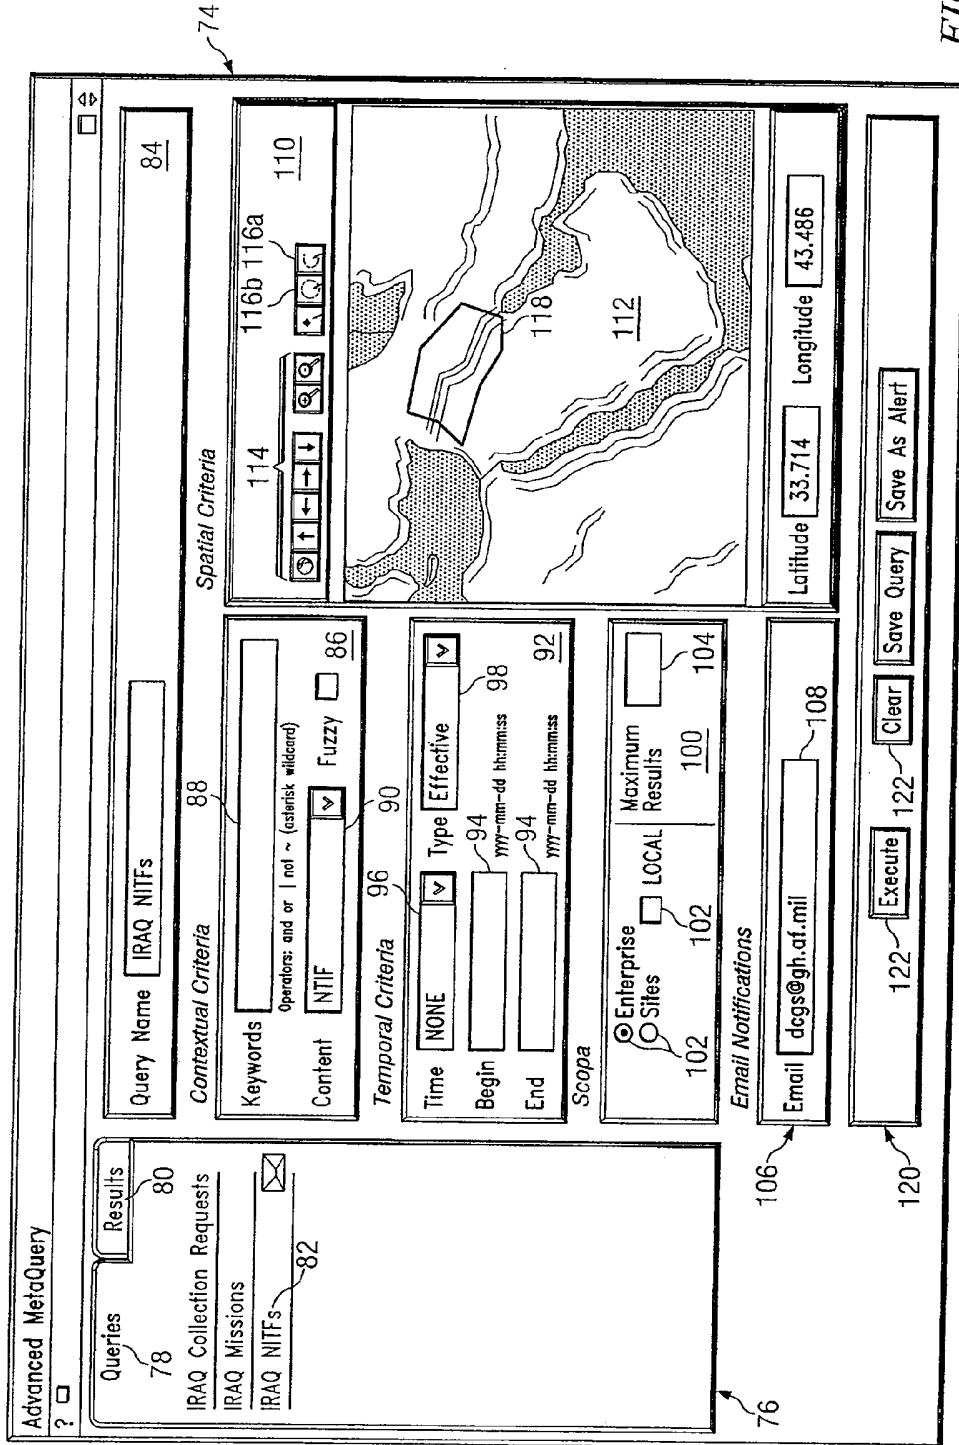 Advanced MetaQuery
?
74
Queries
78
Results
80
IRAQ Collection Requests
IRAQ Missions
IRAQ NITFs
82
76
Query Name IRAQ NITFs
84
Contextual Criteria
88
Keywords
Operators: and or | not ~ (asterisk wildcard)
Content NTIF
Fuzzy
86
90
Temporal Criteria
96
Time NONE
Type Effective
98
Begin
94
yyyy-mm-dd hh:mm:ss
End
94
yyyy-mm-dd hh:mm:ss
92
Scopa
Enterprise
Sites
LOCAL
102
102
Maximum
Results
100
104
Email Notifications
Email dcgs@gh.af.mil
108
106
Spatial Criteria
114
116b 116a
110
118
112
Latitude 33.714 Longitude 43.486
Execute Clear Save Query Save As Alert
122
122
120